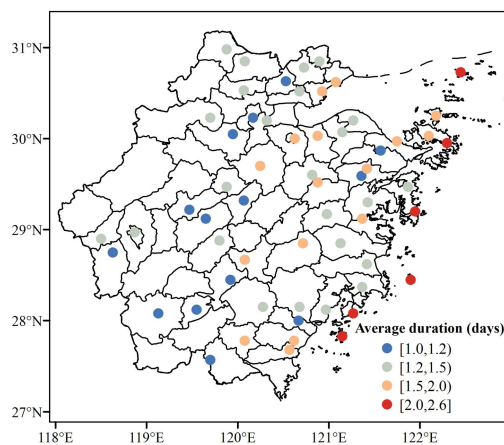 31°N
30°N
29°N
28°N
27°N
Average duration (days)
[1.0,1.2)
[1.2,1.5)
[1.5,2.0)
[2.0,2.6]
118°E 119°E 120°E 121°E 122°E